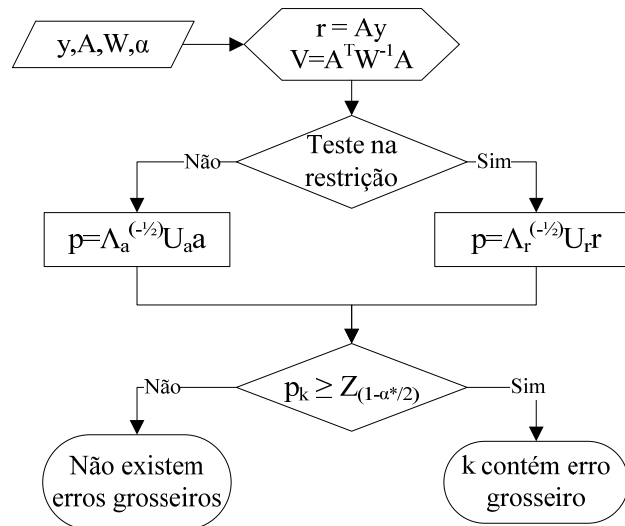 y,A,W,α
r = Ay
V=AᵀW⁻¹A
Teste na
restrição
Não
Sim
p=Λₐ⁽⁻½⁾Uₐa
p=Λᵣ⁽⁻½⁾Uᵣr
pₖ ≥ Z₍₁₋α*/₂₎
Não
Sim
Não existem
erros grosseiros
k contém erro
grosseiro